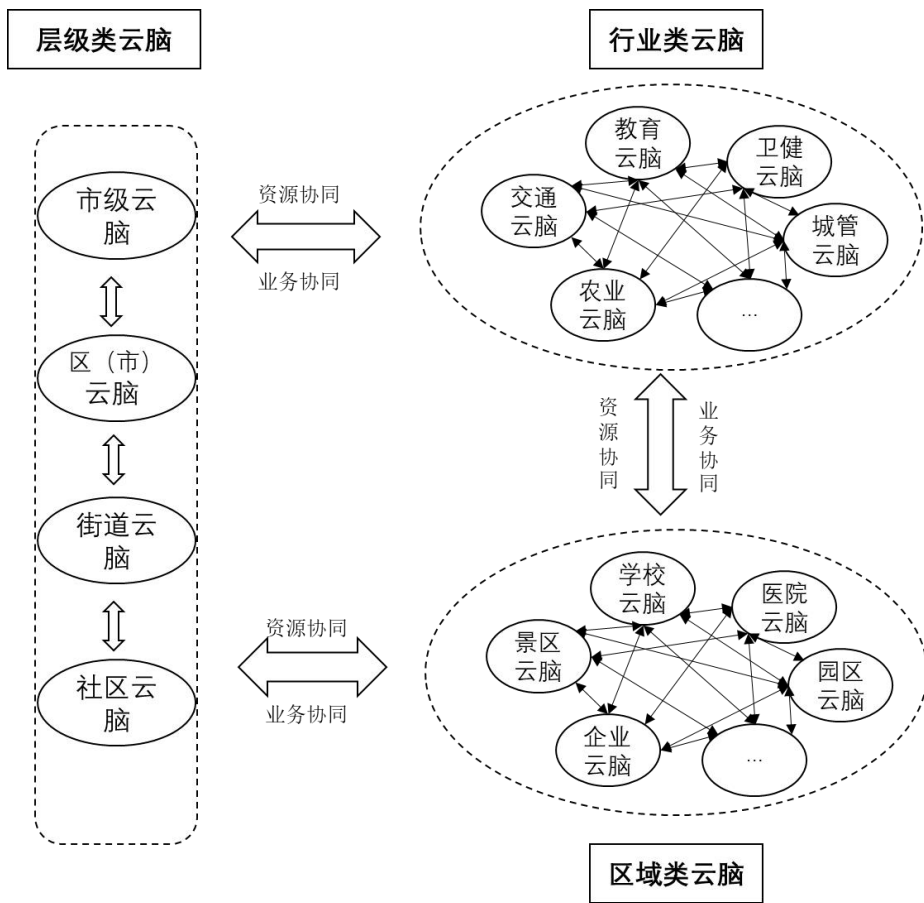 层级类云脑
市级云
脑
区（市）
云脑
街道云
脑
社区云
脑
资源协同
业务协同
资源协同
业务协同
行业类云脑
教育
云脑
卫健
云脑
交通
云脑
城管
云脑
农业
云脑
...
资源协同
业务协同
学校
云脑
医院
云脑
景区
云脑
园区
云脑
企业
云脑
...
区域类云脑